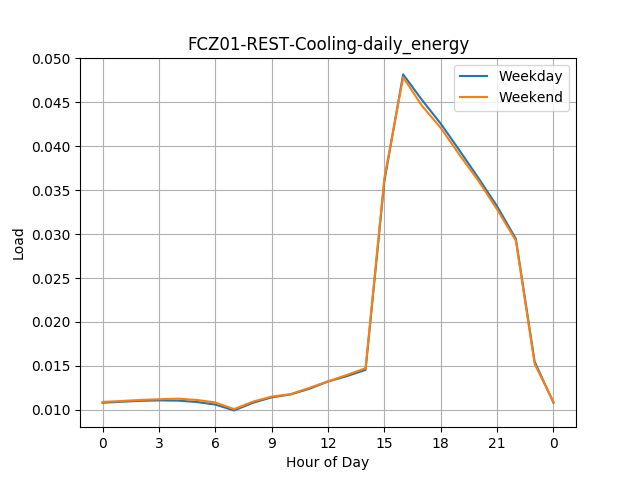 FCZ01-REST-Cooling-daily_energy
Weekday
Weekend
0.050
0.045
0.040
0.035
0.030
0.025
0.020
0.015
0.010
Load
0 3 6 9 12 15 18 21 0
Hour of Day